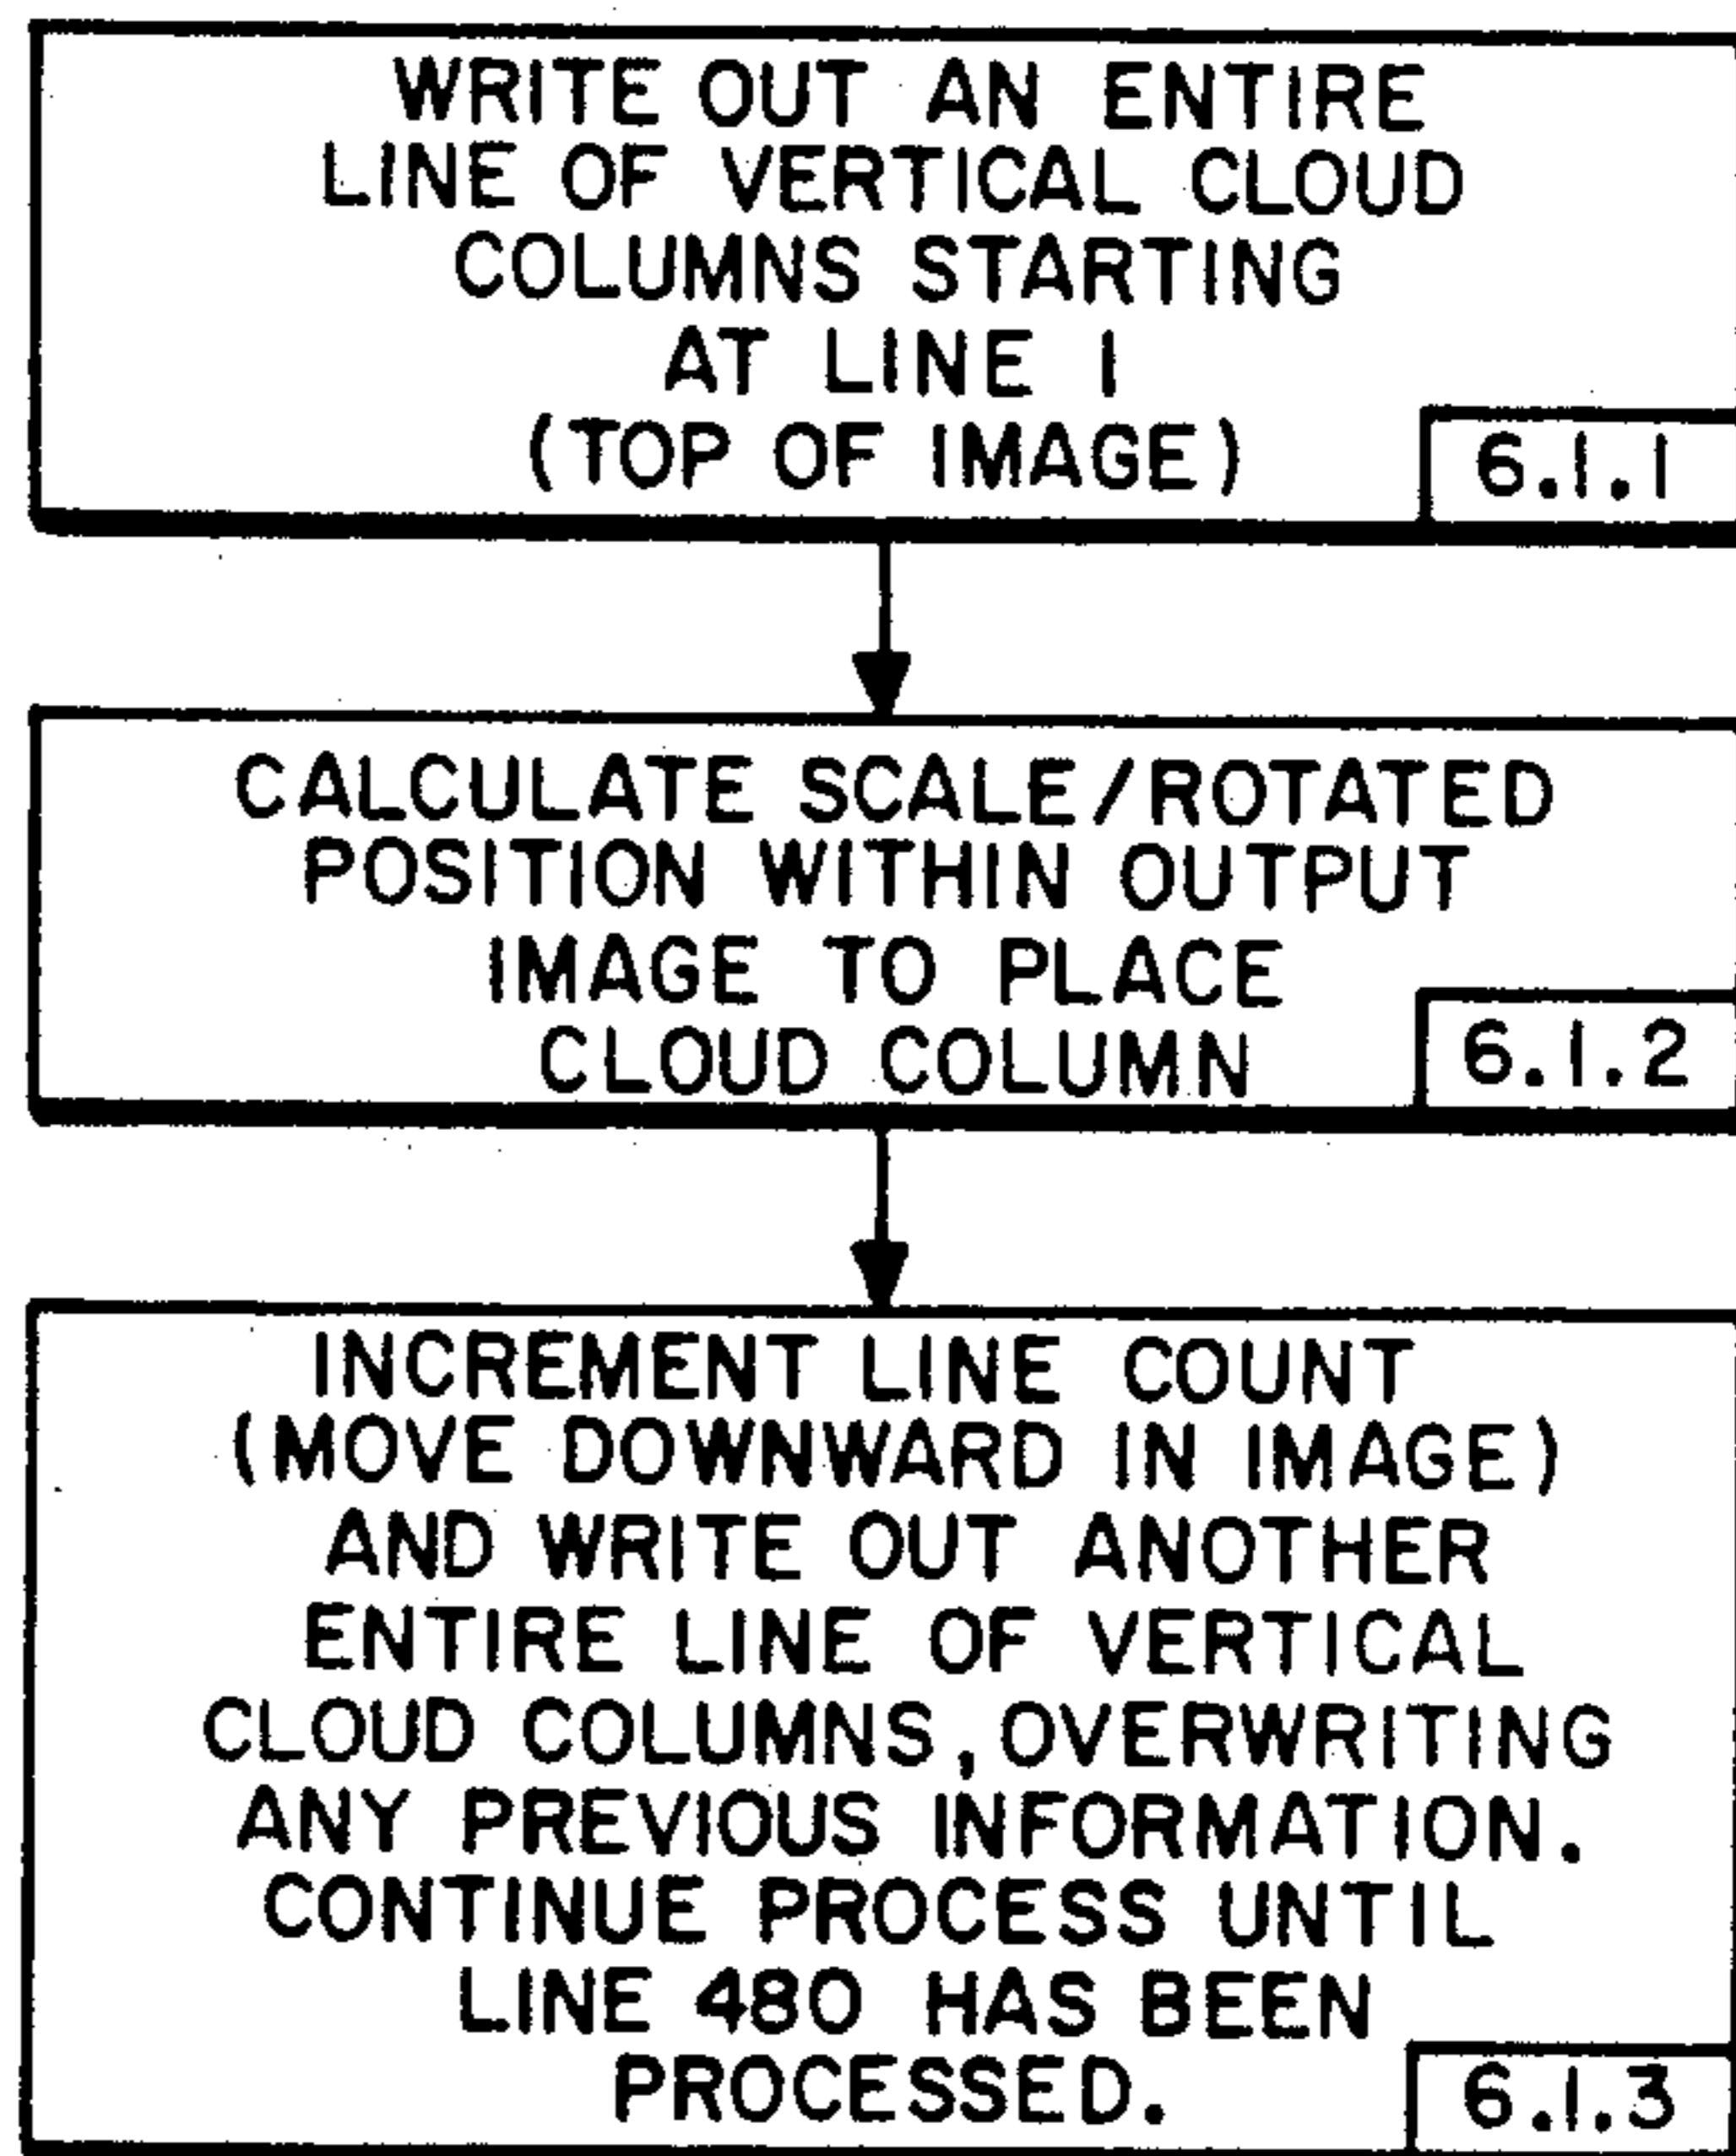 WRITE OUT AN ENTIRE
LINE OF VERTICAL CLOUD
COLUMNS STARTING
AT LINE 1
(TOP OF IMAGE)
6.1.1
CALCULATE SCALE/ROTATED
POSITION WITHIN OUTPUT
IMAGE TO PLACE
CLOUD COLUMN
6.1.2
INCREMENT LINE COUNT
(MOVE DOWNWARD IN IMAGE)
AND WRITE OUT ANOTHER
ENTIRE LINE OF VERTICAL
CLOUD COLUMNS, OVERWRITING
ANY PREVIOUS INFORMATION.
CONTINUE PROCESS UNTIL
LINE 480 HAS BEEN
PROCESSED.
6.1.3